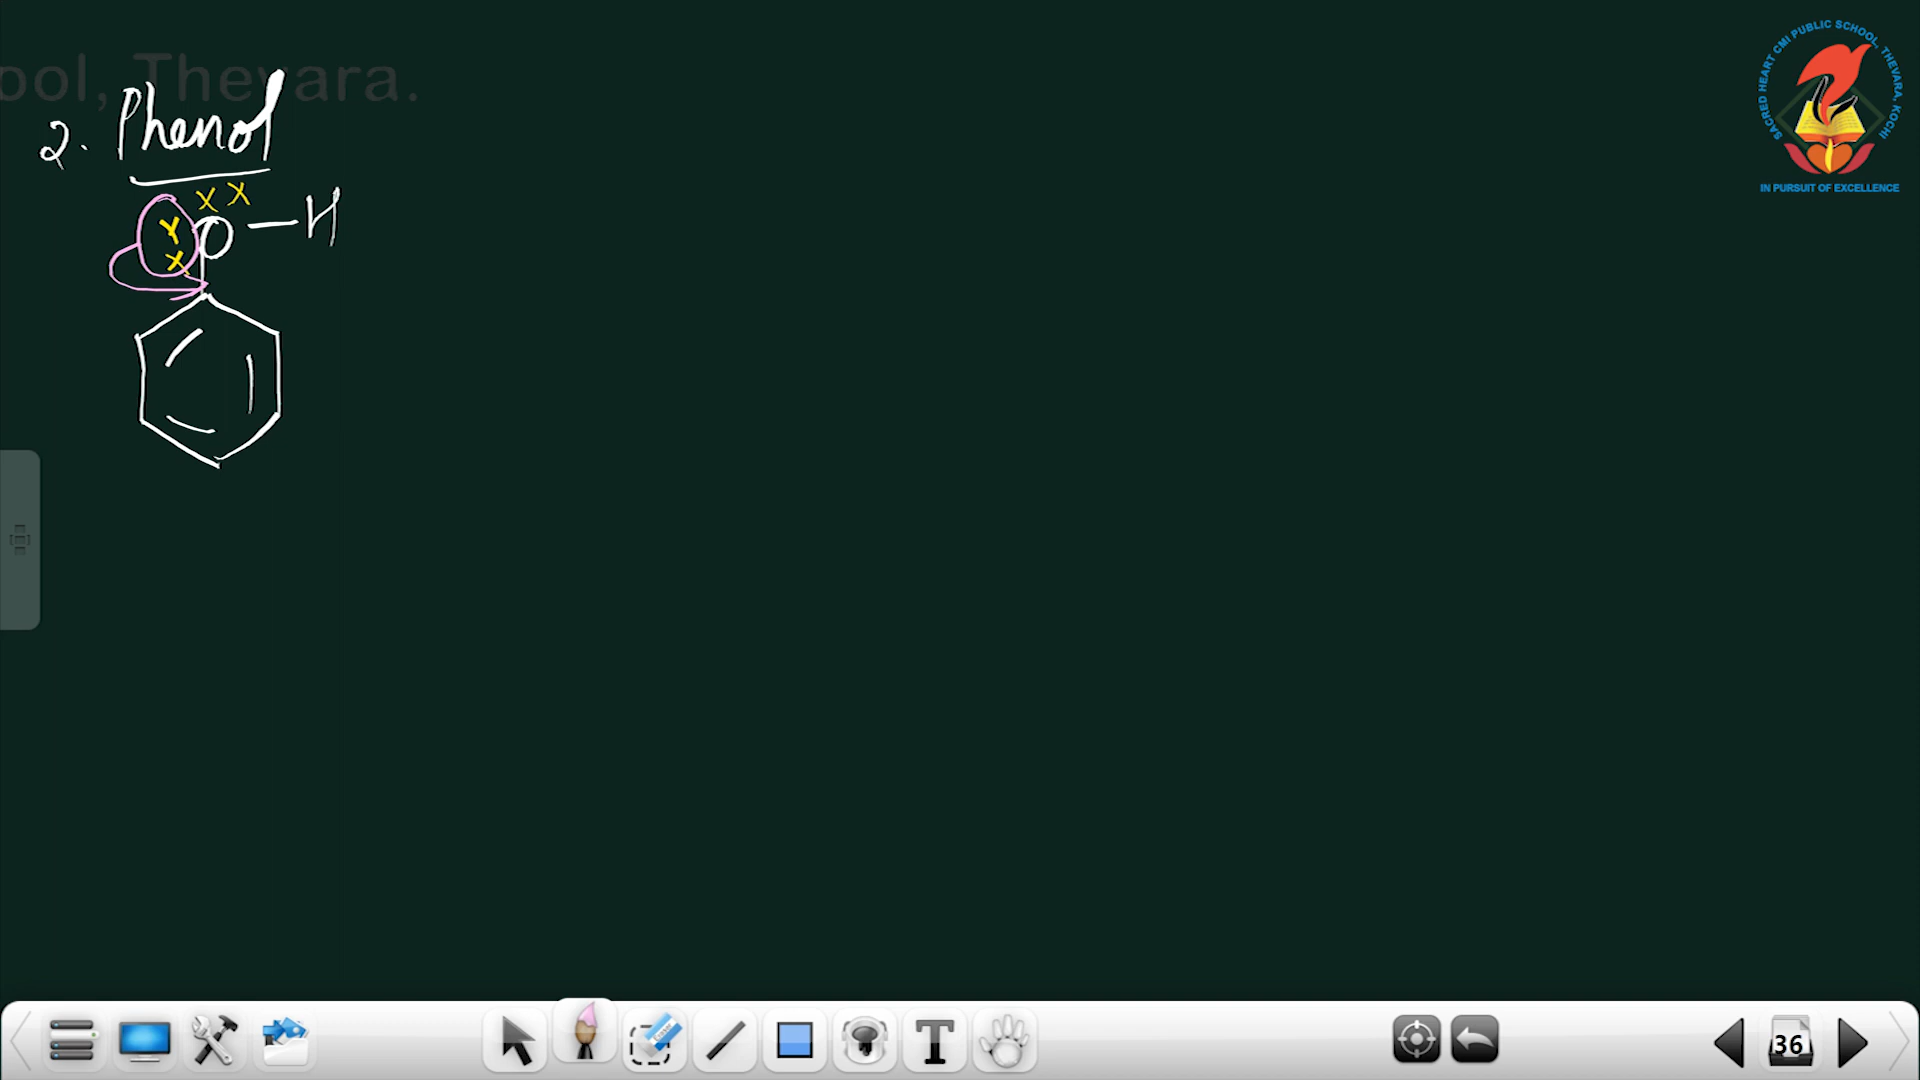 ool, Thevara.
2. Phenol
X X
Y O — H
X
SACRED HEART CMI PUBLIC SCHOOL, THEVARA, KOCHI
IN PURSUIT OF EXCELLENCE
T
36